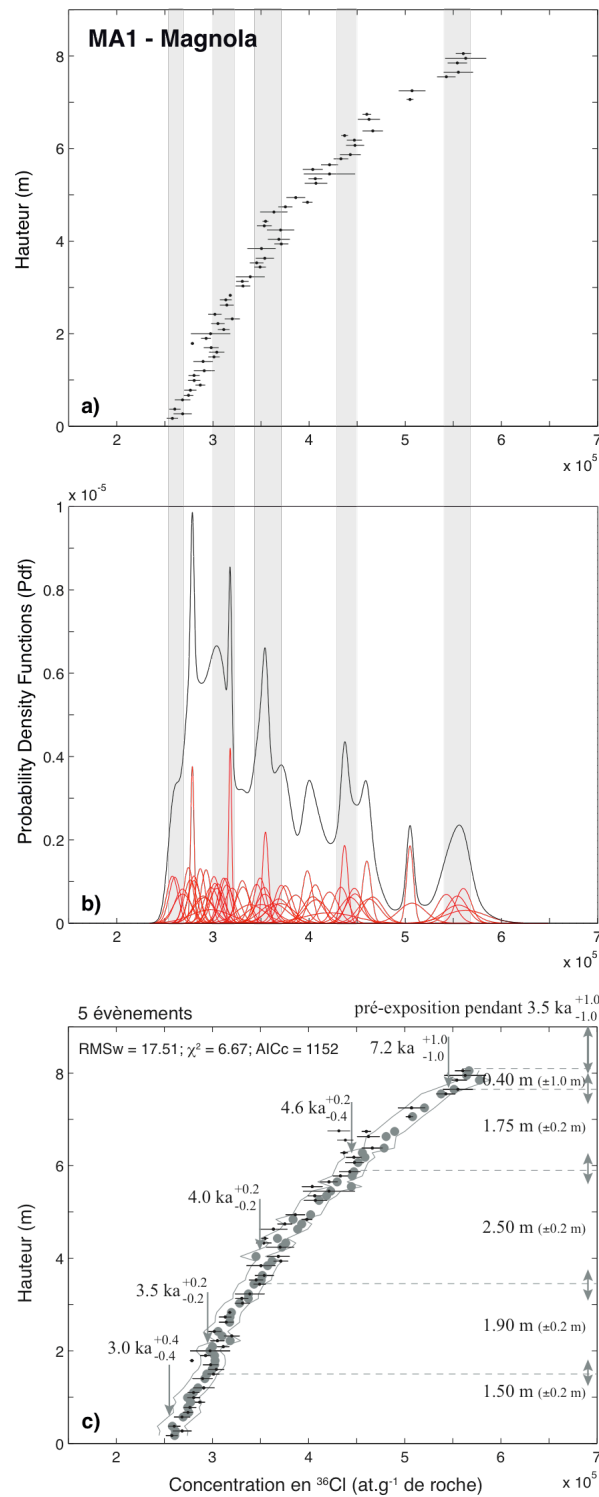 MA1 - Magnola
Hauteur (m)
8
6
4
2
0
a)
2 3 4 5 6 7
x 10⁵
x 10⁻⁵
Probability Density Functions (Pdf)
1
0.8
0.6
0.4
0.2
0
b)
2 3 4 5 6 7
x 10⁵
5 évènements
pré-exposition pendant 3.5 ka +1.0 -1.0
RMSw = 17.51 ; χ² = 6.67; AICc = 1152
7.2 ka +1.0 -1.0
0.40 m (±1.0 m)
4.6 ka +0.2 -0.4
1.75 m (±0.2 m)
4.0 ka +0.2 -0.2
2.50 m (±0.2 m)
3.5 ka +0.2 -0.2
1.90 m (±0.2 m)
3.0 ka +0.4 -0.4
1.50 m (±0.2 m)
Hauteur (m)
8
6
4
2
0
c)
2 3 4 5 6 7
Concentration en ³⁶Cl (at.g⁻¹ de roche)
x 10⁵